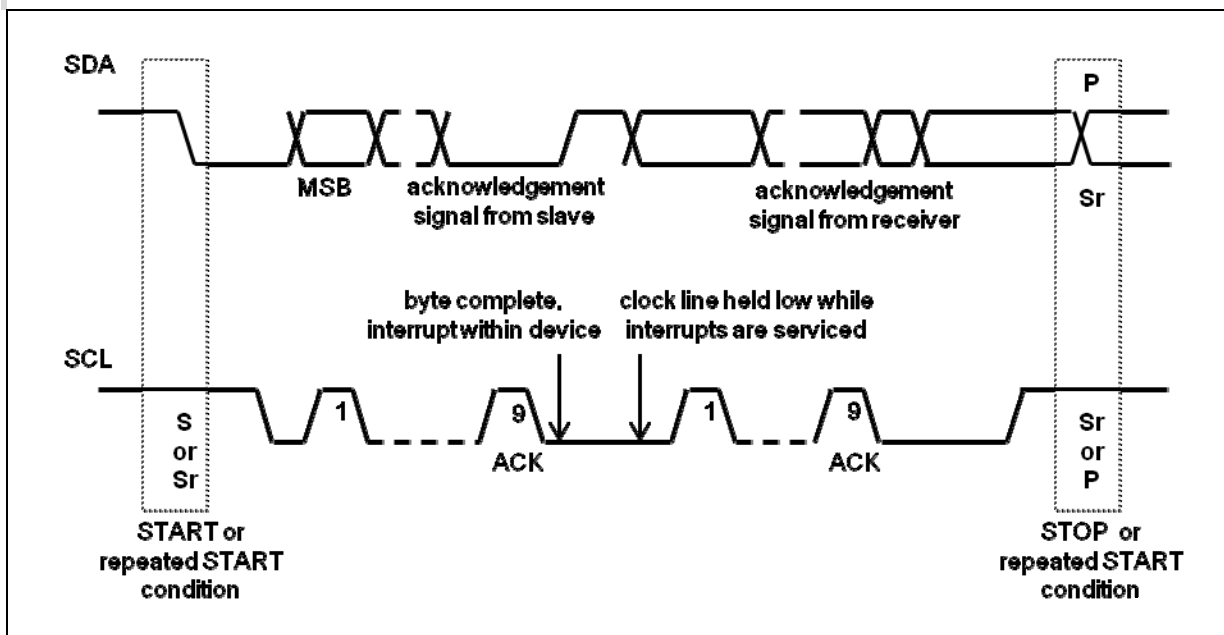 SDA
P
MSB
acknowledgement
signal from slave
acknowledgement
signal from receiver
Sr
byte complete,
interrupt within device
clock line held low while
interrupts are serviced
SCL
1
9
1
9
S
or
Sr
ACK
ACK
Sr
or
P
START or
repeated START
condition
STOP or
repeated START
condition